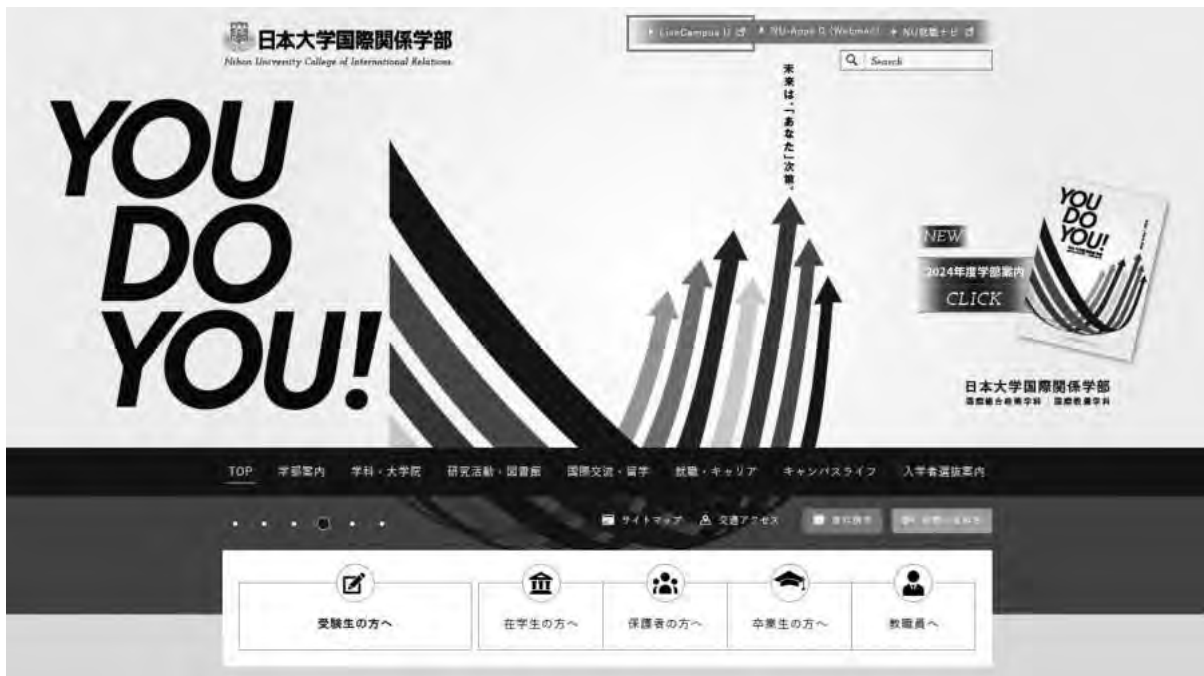 日本大学国際関係学部
Nihon University College of International Relations
LiveCampus U NU-AppsG (Webmail) NU就職ナビ
Search
未来は、「あなた」次第。
YOU
DO
YOU!
YOU
DO
YOU!
NEW
2024年度学部案内
CLICK
日本大学国際関係学部
国際総合政策学科 国際教養学科
TOP 学部案内 学科・大学院 研究活動・図書館 国際交流・留学 就職・キャリア キャンパスライフ 入学者選抜案内
サイトマップ 交通アクセス 資料請求
受験生の方へ 在学生の方へ 保護者の方へ 卒業生の方へ 教職員へ